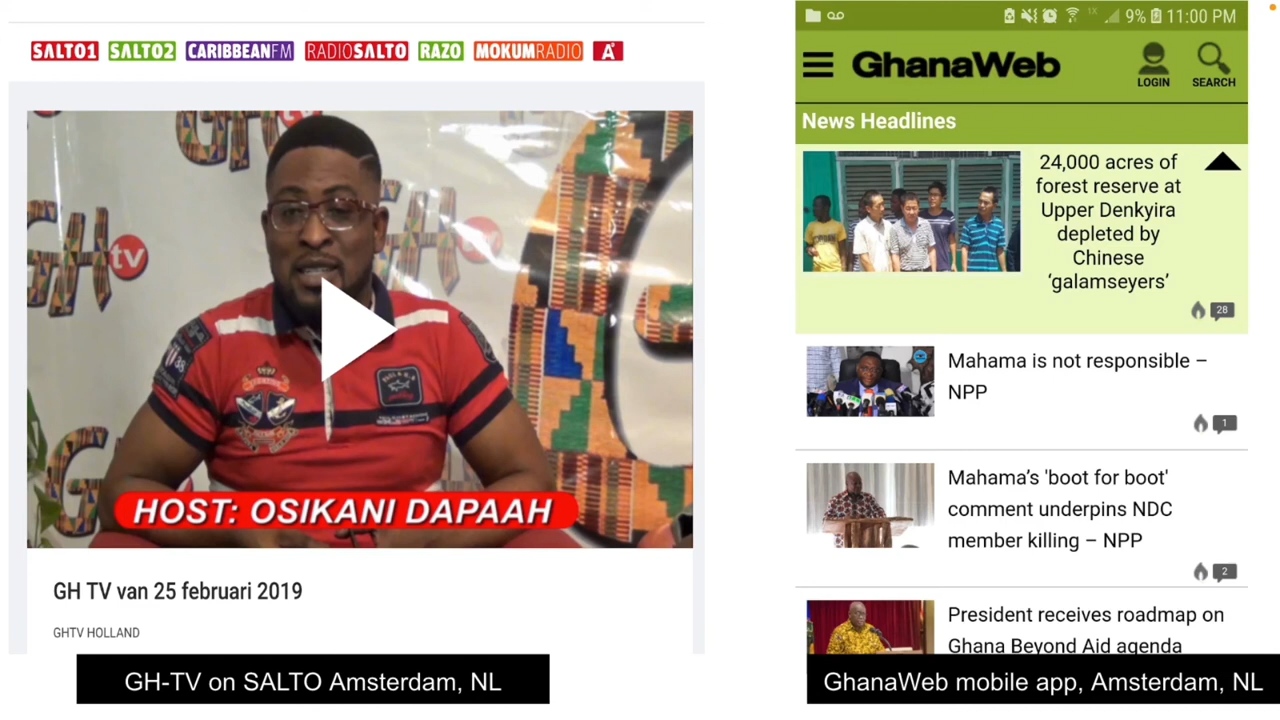 SALTO1 SALTO2 CARIBBEANFM RADIOSALTO RAZO MOKUMRADIO A
GH
tv
HOST: OSIKANI DAPAAH
GH TV van 25 februari 2019
GHTV HOLLAND
GH-TV on SALTO Amsterdam, NL
1X 9% 11:00 PM
GhanaWeb
LOGIN
SEARCH
News Headlines
24,000 acres of
forest reserve at
Upper Denkyira
depleted by
Chinese
‘galamseyers’
28
Mahama is not responsible –
NPP
1
Mahama’s 'boot for boot'
comment underpins NDC
member killing – NPP
2
President receives roadmap on
Ghana Beyond Aid agenda
GhanaWeb mobile app, Amsterdam, NL